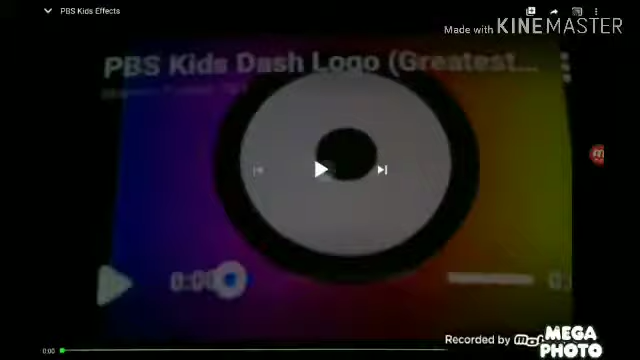 PBS Kids Effects
Made with KINEMASTER
PBS Kids Dash Logo (Greatest...
0:00
0:00
Recorded by
MEGA
PHOTO